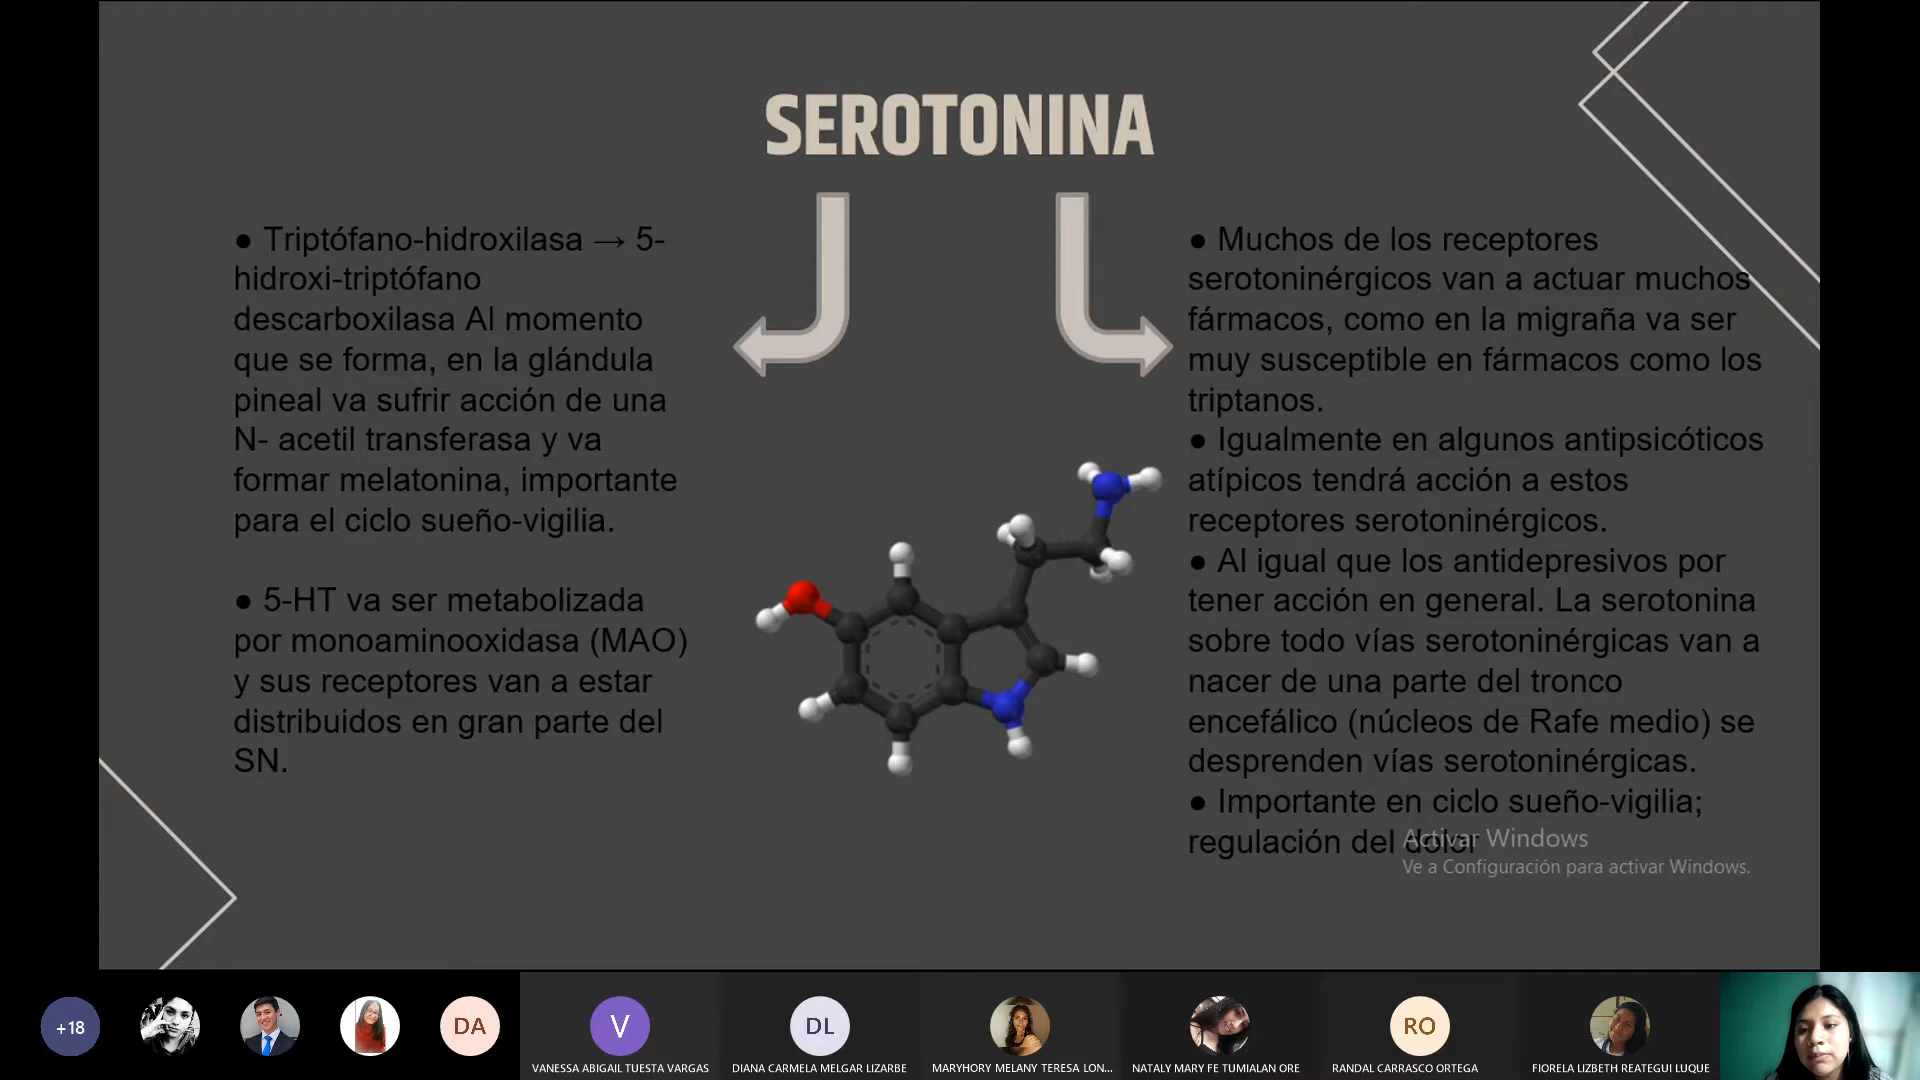 SEROTONINA
● Triptófano-hidroxilasa → 5-
hidroxi-triptófano
descarboxilasa Al momento
que se forma, en la glándula
pineal va sufrir acción de una
N- acetil transferasa y va
formar melatonina, importante
para el ciclo sueño-vigilia.
● 5-HT va ser metabolizada
por monoaminooxidasa (MAO)
y sus receptores van a estar
distribuidos en gran parte del
SN.
● Muchos de los receptores
serotoninérgicos van a actuar muchos
fármacos, como en la migraña va ser
muy susceptible en fármacos como los
triptanos.
● Igualmente en algunos antipsicóticos
atípicos tendrá acción a estos
receptores serotoninérgicos.
● Al igual que los antidepresivos por
tener acción en general. La serotonina
sobre todo vías serotoninérgicas van a
nacer de una parte del tronco
encefálico (núcleos de Rafe medio) se
desprenden vías serotoninérgicas.
● Importante en ciclo sueño-vigilia;
regulación del dolor
Activar Windows
Ve a Configuración para activar Windows.
+18
DA
V
DL
RO
VANESSA ABIGAIL TUESTA VARGAS
DIANA CARMELA MELGAR LIZARBE
MARYHORY MELANY TERESA LON...
NATALY MARY FE TUMIALAN ORE
RANDAL CARRASCO ORTEGA
FIORELA LIZBETH REATEGUI LUQUE